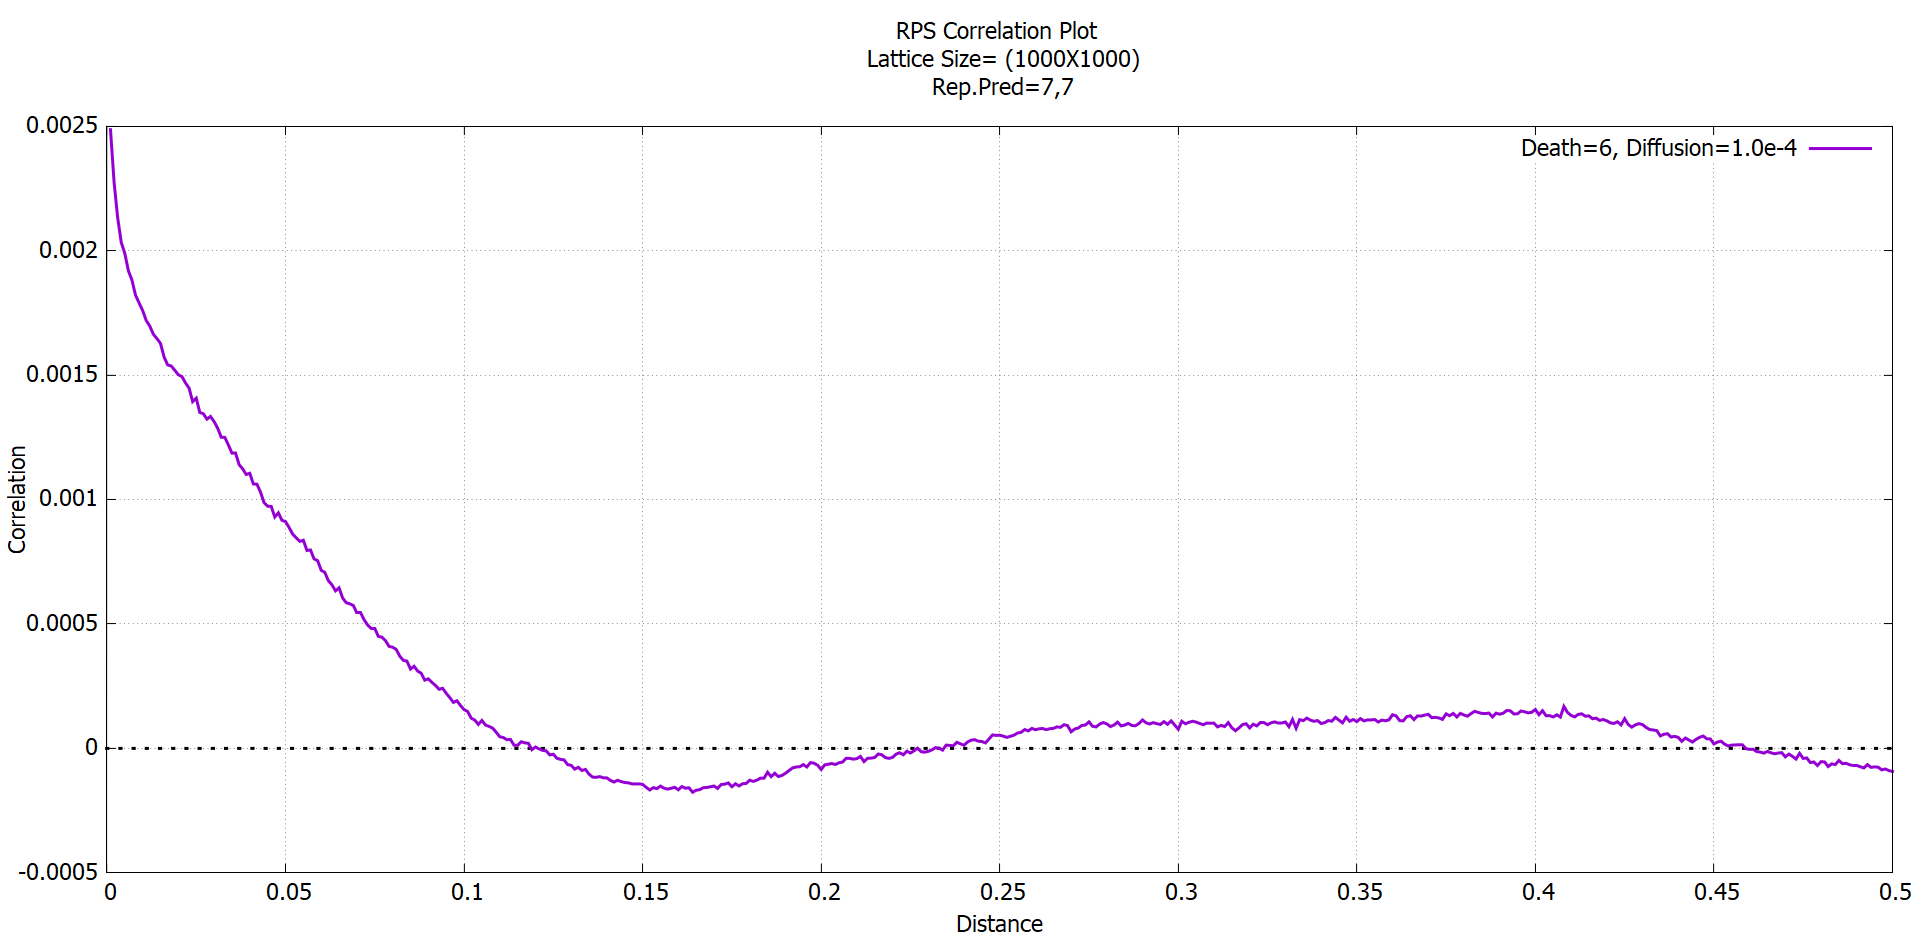 RPS Correlation Plot
Lattice Size= (1000X1000)
Rep.Pred=7,7
Death=6, Diffusion=1.0e-4
0.0025
0.002
0.0015
0.001
0.0005
0
-0.0005
Correlation
0 0.05 0.1 0.15 0.2 0.25 0.3 0.35 0.4 0.45 0.5
Distance